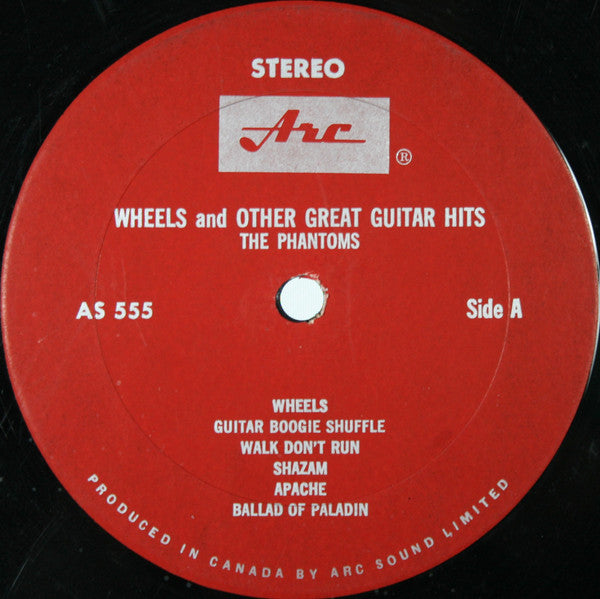 STEREO
Arc
®
WHEELS and OTHER GREAT GUITAR HITS
THE PHANTOMS
AS 555
Side A
WHEELS
GUITAR BOOGIE SHUFFLE
WALK DON'T RUN
SHAZAM
APACHE
BALLAD OF PALADIN
PRODUCED IN CANADA BY ARC SOUND LIMITED